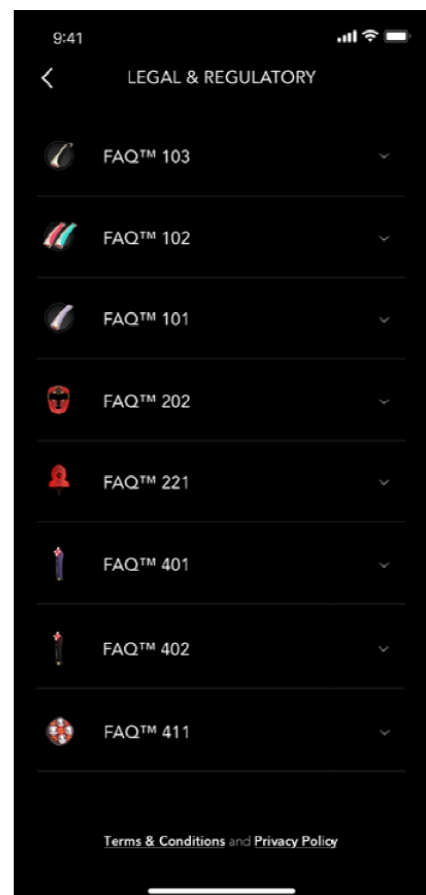 9:41
LEGAL & REGULATORY
FAQ™ 103
FAQ™ 102
FAQ™ 101
FAQ™ 202
FAQ™ 221
FAQ™ 401
FAQ™ 402
FAQ™ 411
Terms & Conditions and Privacy Policy